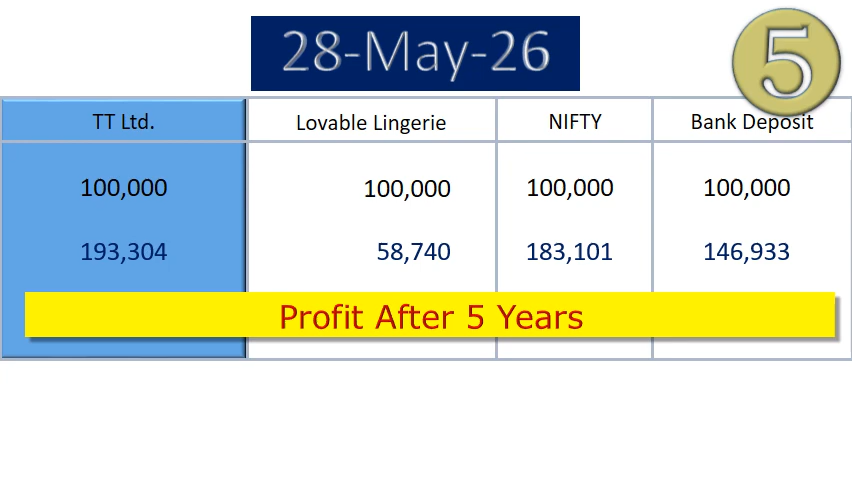 28-May-26
5
TT Ltd. Lovable Lingerie NIFTY Bank Deposit
100,000 100,000 100,000 100,000
193,304 58,740 183,101 146,933
Profit After 5 Years